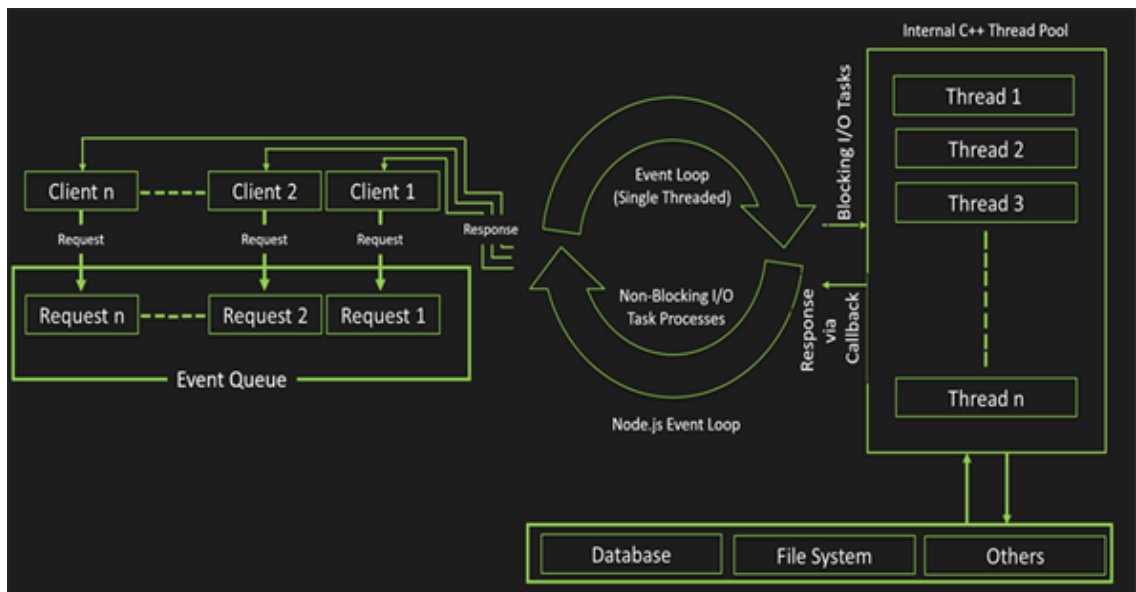 Internal C++ Thread Pool
Client n
Client 2
Client 1
Request
Request
Request
Response
Request n
Request 2
Request 1
Event Queue
Event Loop
(Single Threaded)
Non-Blocking I/O
Task Processes
Node.js Event Loop
Blocking I/O Tasks
Response
via
Callback
Thread 1
Thread 2
Thread 3
Thread n
Database
File System
Others